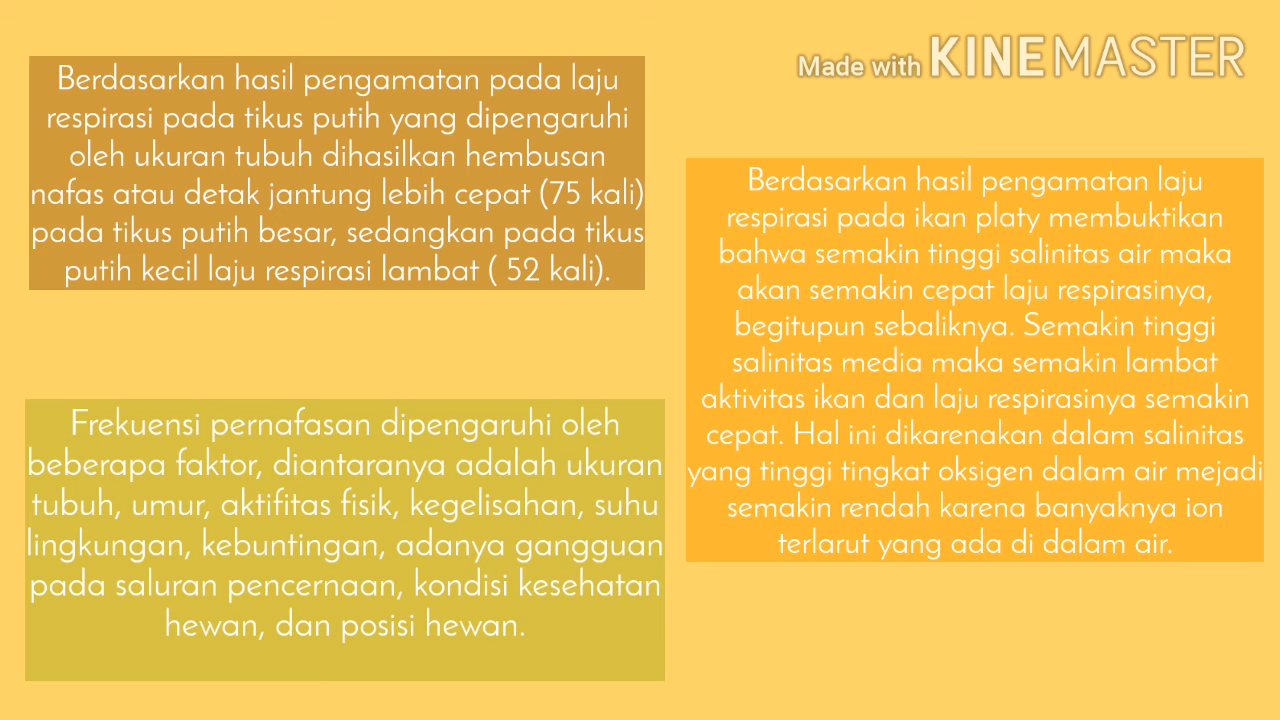 Made with KINEMASTER
Berdasarkan hasil pengamatan pada laju
respirasi pada tikus putih yang dipengaruhi
oleh ukuran tubuh dihasilkan hembusan
nafas atau detak jantung lebih cepat (75 kali)
pada tikus putih besar, sedangkan pada tikus
putih kecil laju respirasi lambat ( 52 kali).
Frekuensi pernafasan dipengaruhi oleh
beberapa faktor, diantaranya adalah ukuran
tubuh, umur, aktifitas fisik, kegelisahan, suhu
lingkungan, kebuntingan, adanya gangguan
pada saluran pencernaan, kondisi kesehatan
hewan, dan posisi hewan.
Berdasarkan hasil pengamatan laju
respirasi pada ikan platy membuktikan
bahwa semakin tinggi salinitas air maka
akan semakin cepat laju respirasinya,
begitupun sebaliknya. Semakin tinggi
salinitas media maka semakin lambat
aktivitas ikan dan laju respirasinya semakin
cepat. Hal ini dikarenakan dalam salinitas
yang tinggi tingkat oksigen dalam air mejadi
semakin rendah karena banyaknya ion
terlarut yang ada di dalam air.